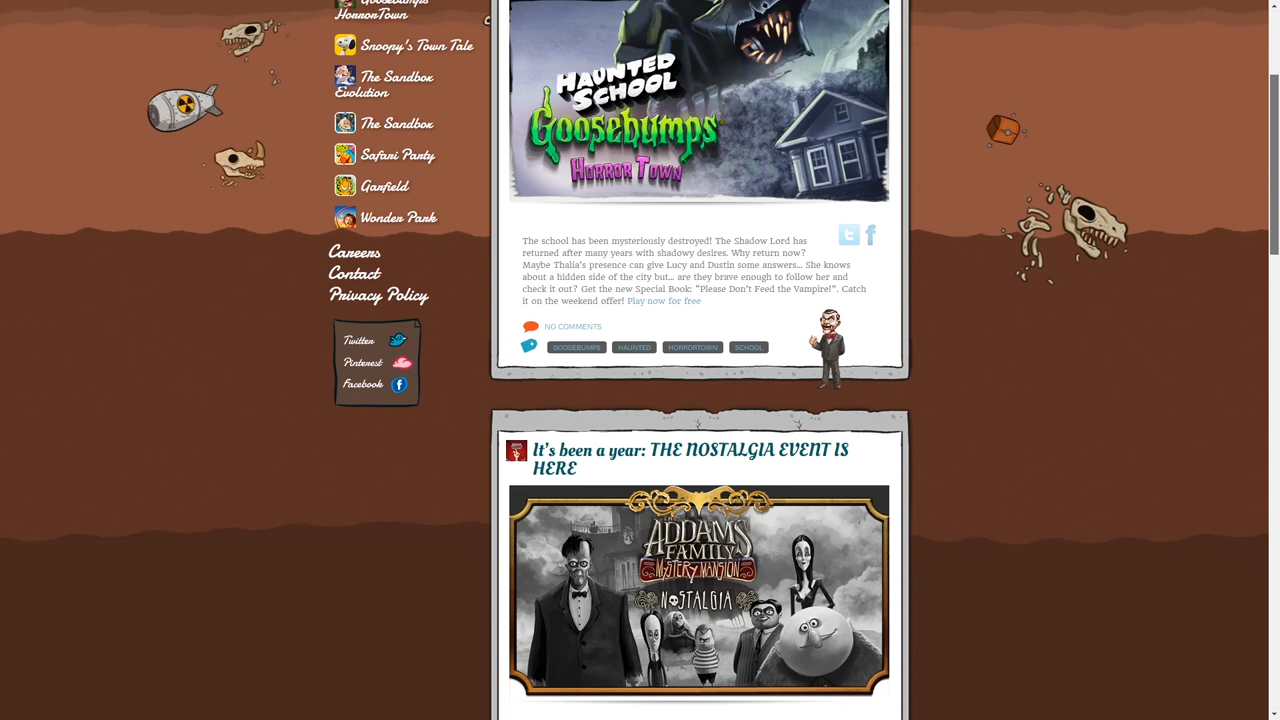 Goosebumps
HorrorTown
Snoopy's Town Tale
The Sandbox
Evolution
The Sandbox
Safari Party
Garfield
Wonder Park
Careers
Contact
Privacy Policy
Twitter
Pinterest
Facebook
HAUNTED
SCHOOL
Goosebumps
HORROR TOWN
The school has been mysteriously destroyed! The Shadow Lord has
returned after many years with shadowy desires. Why return now?
Maybe Thalia's presence can give Lucy and Dustin some answers... She knows
about a hidden side of the city but... are they brave enough to follow her and
check it out? Get the new Special Book: "Please Don't Feed the Vampire!". Catch
it on the weekend offer! Play now for free
NO COMMENTS
GOOSEBUMPS HAUNTED HORRORTOWN SCHOOL
It's been a year: THE NOSTALGIA EVENT IS
HERE
THE
ADDAMS
FAMILY
MYSTERY MANSION
NOSTALGIA